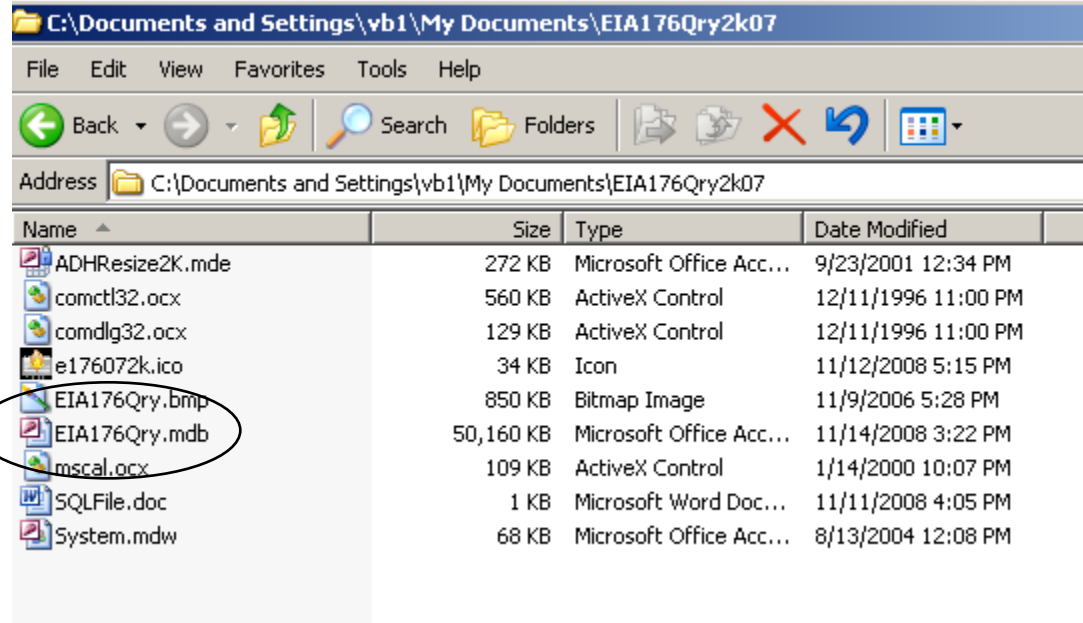 C:\Documents and Settings\vb1\My Documents\EIA176Qry2k07
File Edit View Favorites Tools Help
Back Search Folders
Address C:\Documents and Settings\vb1\My Documents\EIA176Qry2k07
Name Size Type Date Modified
ADHResize2K.mde 272 KB Microsoft Office Acc... 9/23/2001 12:34 PM
comctl32.ocx 560 KB ActiveX Control 12/11/1996 11:00 PM
comdlg32.ocx 129 KB ActiveX Control 12/11/1996 11:00 PM
e176072k.ico 34 KB Icon 11/12/2008 5:15 PM
EIA176Qry.bmp 850 KB Bitmap Image 11/9/2006 5:28 PM
EIA176Qry.mdb 50,160 KB Microsoft Office Acc... 11/14/2008 3:22 PM
mscal.ocx 109 KB ActiveX Control 1/14/2000 10:07 PM
SQLFile.doc 1 KB Microsoft Word Doc... 11/11/2008 4:05 PM
System.mdw 68 KB Microsoft Office Acc... 8/13/2004 12:08 PM